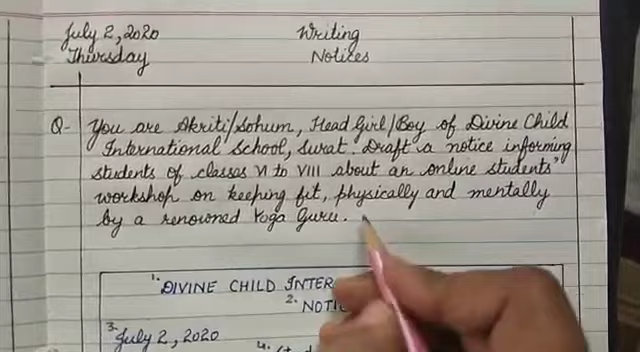 July 2, 2020
Thursday
Writing
Notices
Q- You are Akriti/Sohum, Head Girl/Boy of Divine Child
International School, Surat. Draft a notice informing
students of classes VI to VIII about an online students'
workshop on keeping fit, physically and mentally
by a renowned Yoga Guru.
1. DIVINE CHILD INTER
2. NOTI
3. July 2, 2020
4.